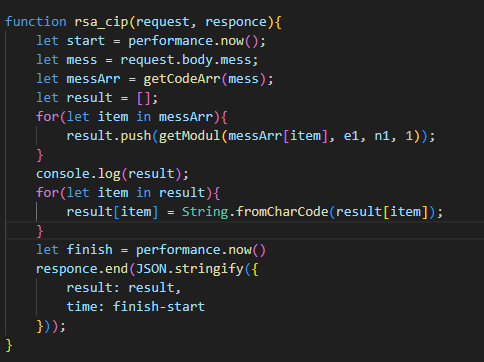 function rsa_cip(request, responce){
    let start = performance.now();
    let mess = request.body.mess;
    let messArr = getCodeArr(mess);
    let result = [];
    for(let item in messArr){
        result.push(getModul(messArr[item], e1, n1, 1));
    }
    console.log(result);
    for(let item in result){
        result[item] = String.fromCharCode(result[item]);
    }
    let finish = performance.now()
    responce.end(JSON.stringify({
        result: result,
        time: finish-start
    }));
}